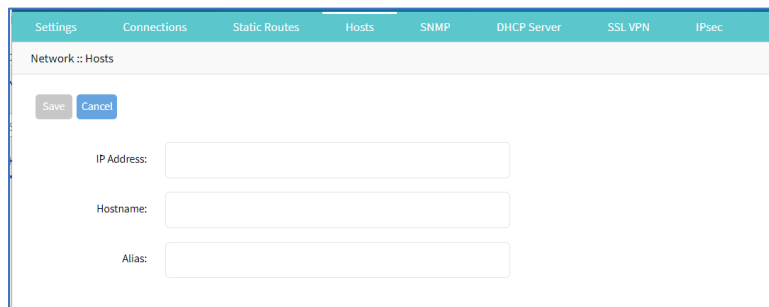 Settings Connections Static Routes Hosts SNMP DHCP Server SSL VPN IPsec
Network :: Hosts
Save Cancel
IP Address:
Hostname:
Alias: